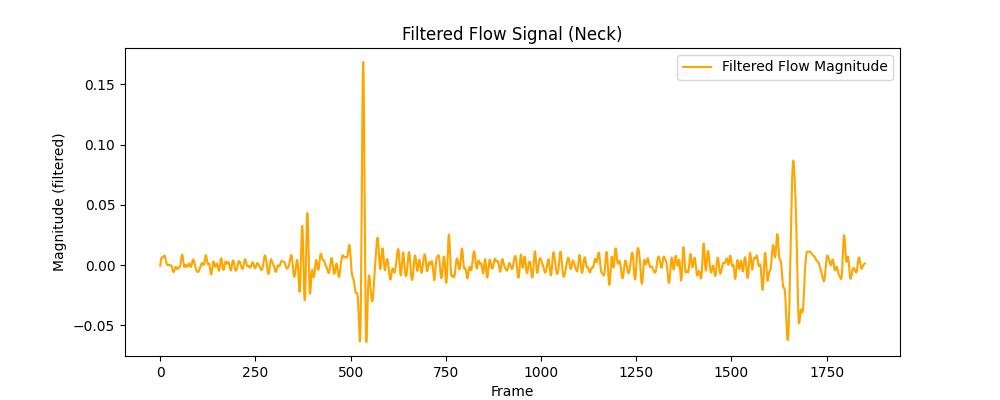 Filtered Flow Signal (Neck)
Filtered Flow Magnitude
Magnitude (filtered)
0.15
0.10
0.05
0.00
−0.05
0 250 500 750 1000 1250 1500 1750
Frame